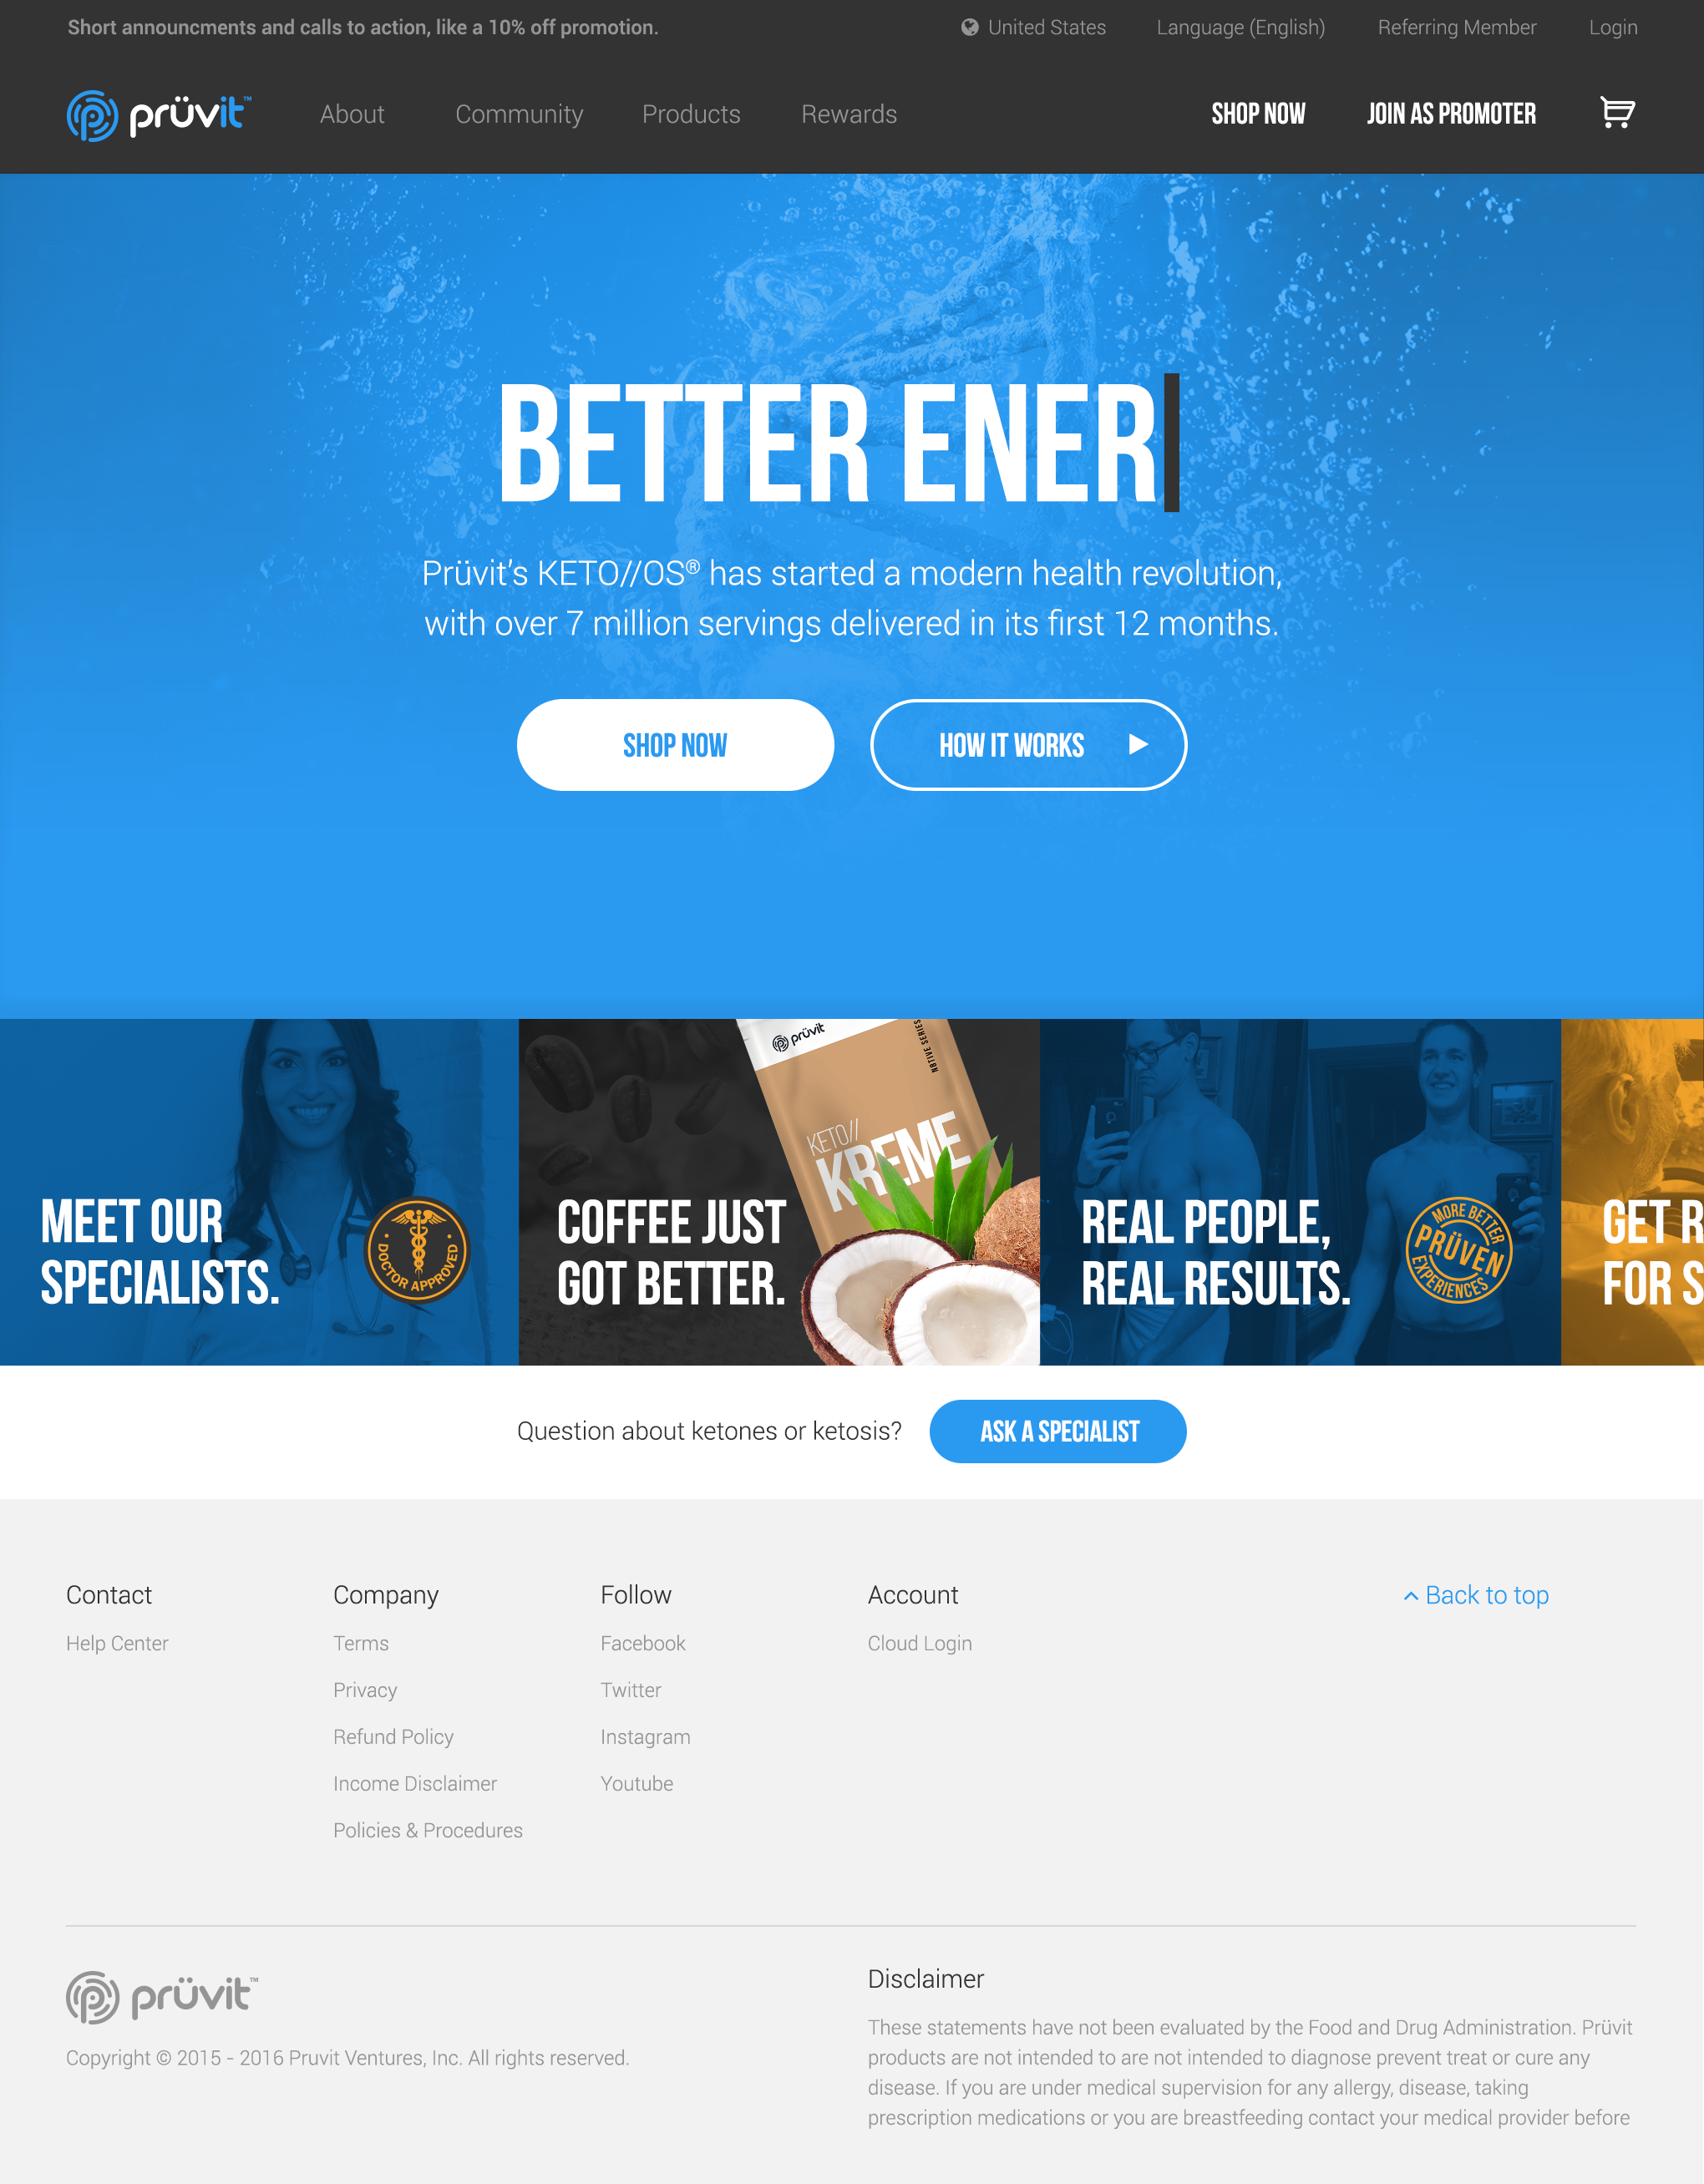 Short announcments and calls to action, like a 10% off promotion.
United States
Language (English)
Referring Member
Login
prüvit™
About
Community
Products
Rewards
SHOP NOW
JOIN AS PROMOTER
BETTER ENER
Prüvit's KETO//OS® has started a modern health revolution,
with over 7 million servings delivered in its first 12 months.
SHOP NOW
HOW IT WORKS
MEET OUR
SPECIALISTS.
DOCTOR APPROVED
prüvit
NATIVE SERIES
KETO//
KREME
COFFEE JUST
GOT BETTER.
REAL PEOPLE,
REAL RESULTS.
MORE BETTER
PRÜVEN
EXPERIENCES
GET R
FOR S
Question about ketones or ketosis?
ASK A SPECIALIST
Contact
Help Center
Company
Terms
Privacy
Refund Policy
Income Disclaimer
Policies & Procedures
Follow
Facebook
Twitter
Instagram
Youtube
Account
Cloud Login
Back to top
prüvit™
Copyright © 2015 - 2016 Pruvit Ventures, Inc. All rights reserved.
Disclaimer
These statements have not been evaluated by the Food and Drug Administration. Prüvit
products are not intended to are not intended to diagnose prevent treat or cure any
disease. If you are under medical supervision for any allergy, disease, taking
prescription medications or you are breastfeeding contact your medical provider before